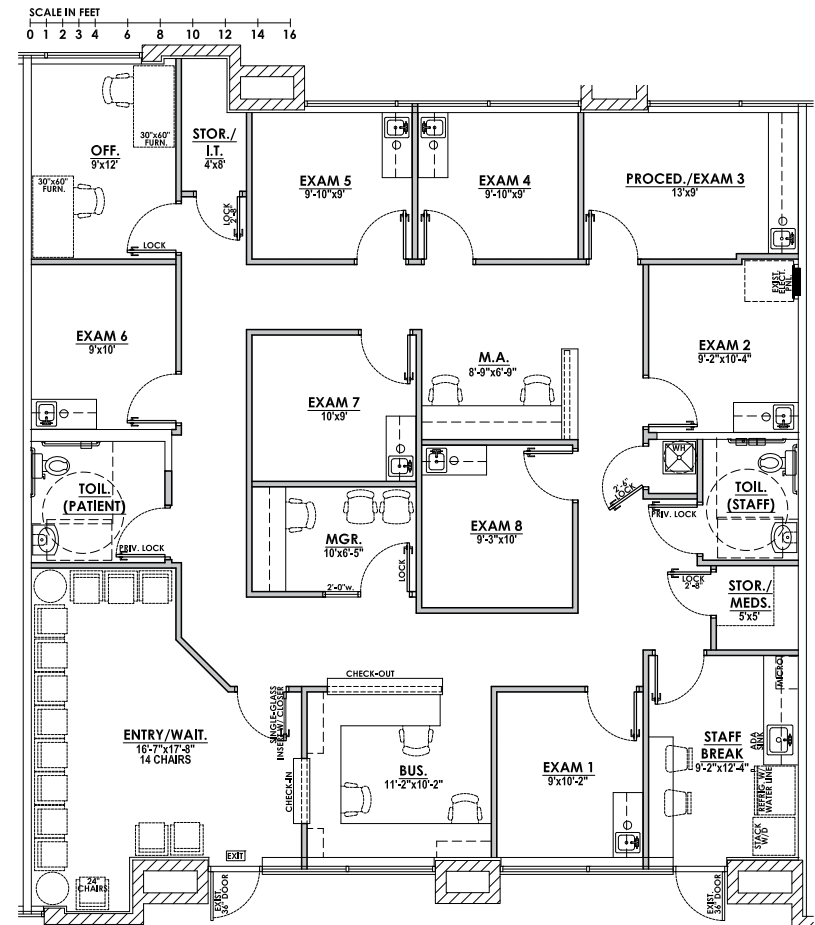 SCALE IN FEET
0 1 2 3 4 6 8 10 12 14 16
30"x60"
FURN.
OFF.
9'x12'
30"x60"
FURN.
LOCK
STOR./
I.T.
4'x8'
LOCK
2'-8"
EXAM 5
9'-10"x9'
EXAM 4
9'-10"x9'
PROCED./EXAM 3
13'x9'
EXIST.
ELECT.
PNL.
EXAM 6
9'x10'
EXAM 7
10'x9'
M.A.
8'-9"x6'-9"
EXAM 2
9'-2"x10'-4"
WH
2'-6"
LOCK
TOIL.
(PATIENT)
PRIV. LOCK
MGR.
10'x6'-5"
LOCK
2'-0"w.
EXAM 8
9'-3"x10'
TOIL.
(STAFF)
PRIV. LOCK
LOCK
2'-8"
STOR./
MEDS.
5'x5'
CHECK-OUT
SINGLE-GLASS
INSERT W/ CLOSER
ENTRY/WAIT.
16'-7"x17'-8"
14 CHAIRS
CHECK-IN
BUS.
11'-2"x10'-2"
EXAM 1
9'x10'-2"
STAFF
BREAK
9'-2"x12'-4"
MICRO
ADA
SINK
REFRIG. W/
WATER LINE
STACK
W/D
EXIT
24"
CHAIRS
EXIST.
36" DOOR
EXIST.
36" DOOR